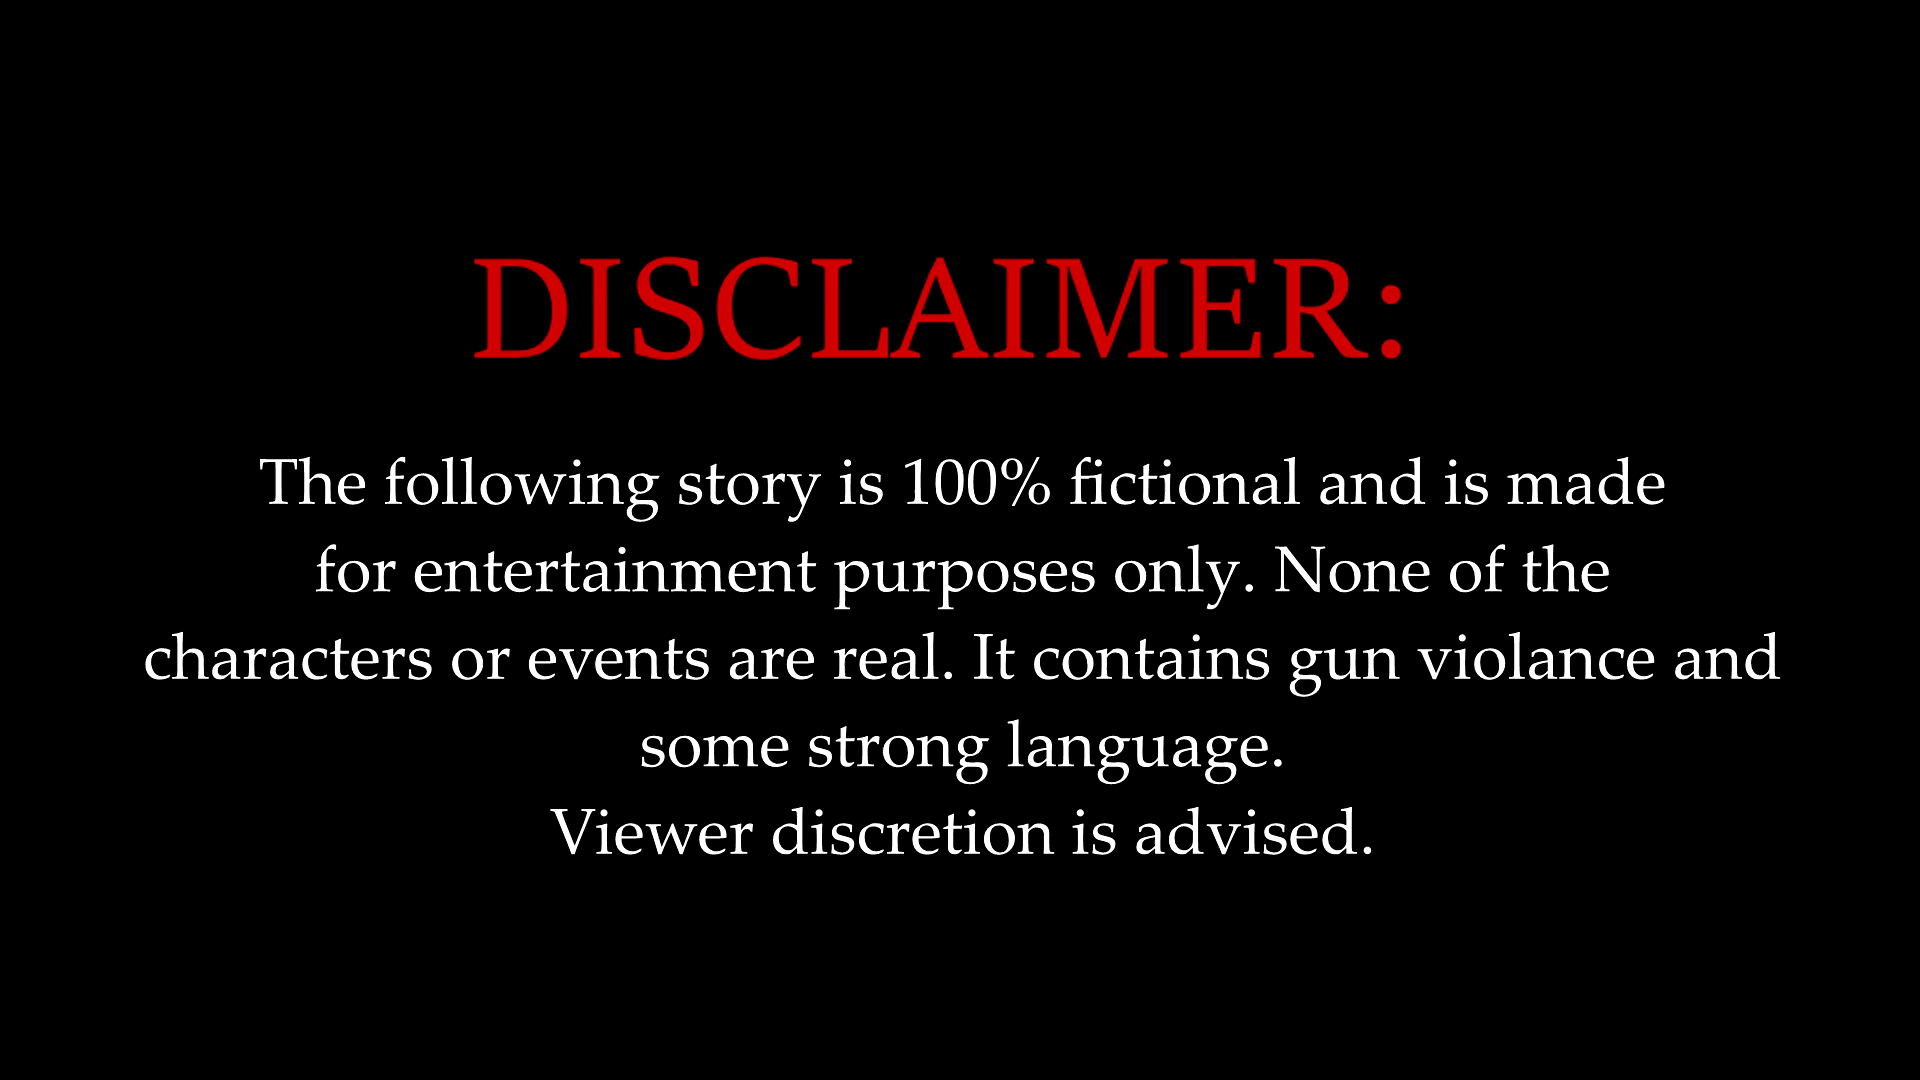 DISCLAIMER:
The following story is 100% fictional and is made
for entertainment purposes only. None of the
characters or events are real. It contains gun violance and
some strong language.
Viewer discretion is advised.